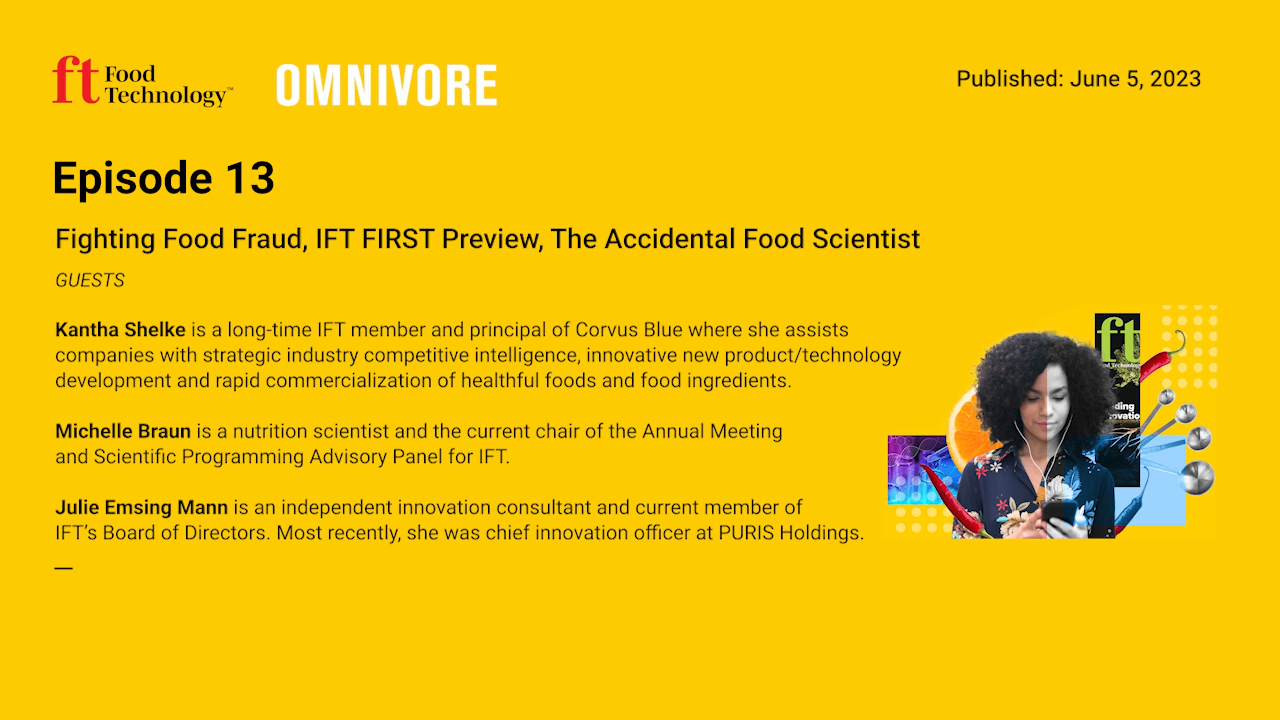 ft Food
Technology™
OMNIVORE
Published: June 5, 2023
Episode 13
Fighting Food Fraud, IFT FIRST Preview, The Accidental Food Scientist
GUESTS
Kantha Shelke is a long-time IFT member and principal of Corvus Blue where she assists
companies with strategic industry competitive intelligence, innovative new product/technology
development and rapid commercialization of healthful foods and food ingredients.
Michelle Braun is a nutrition scientist and the current chair of the Annual Meeting
and Scientific Programming Advisory Panel for IFT.
Julie Emsing Mann is an independent innovation consultant and current member of
IFT’s Board of Directors. Most recently, she was chief innovation officer at PURIS Holdings.
—
ft